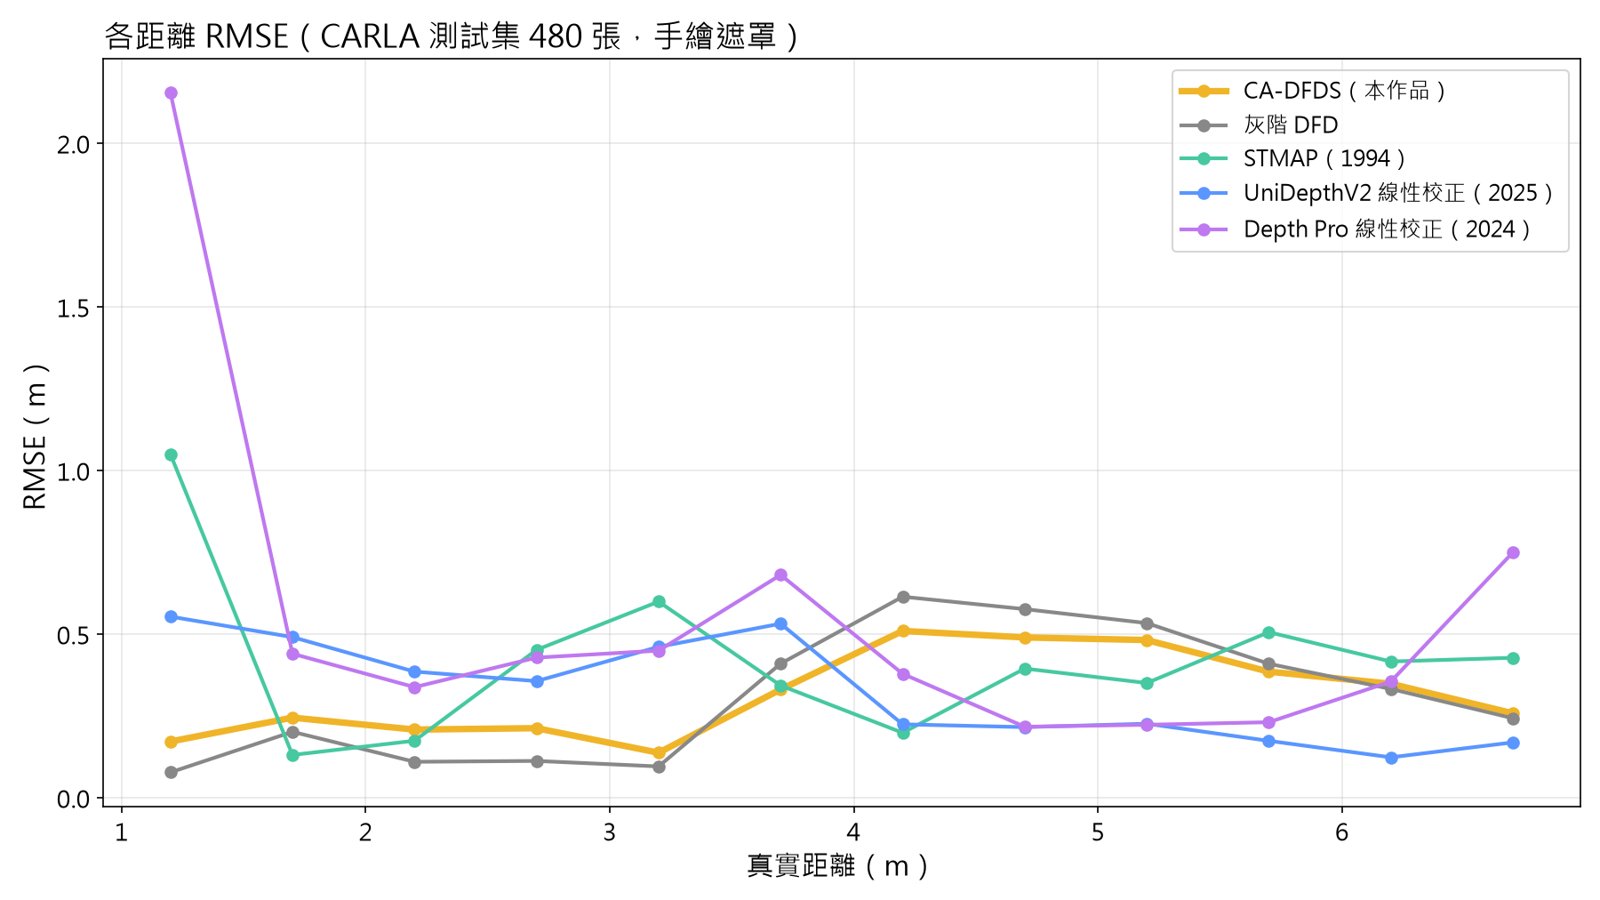 各距離 RMSE（CARLA 測試集 480 張，手繪遮罩）
CA-DFDS（本作品）
灰階 DFD
STMAP（1994）
UniDepthV2 線性校正（2025）
Depth Pro 線性校正（2024）
RMSE（m）
2.0
1.5
1.0
0.5
0.0
1 2 3 4 5 6
真實距離（m）